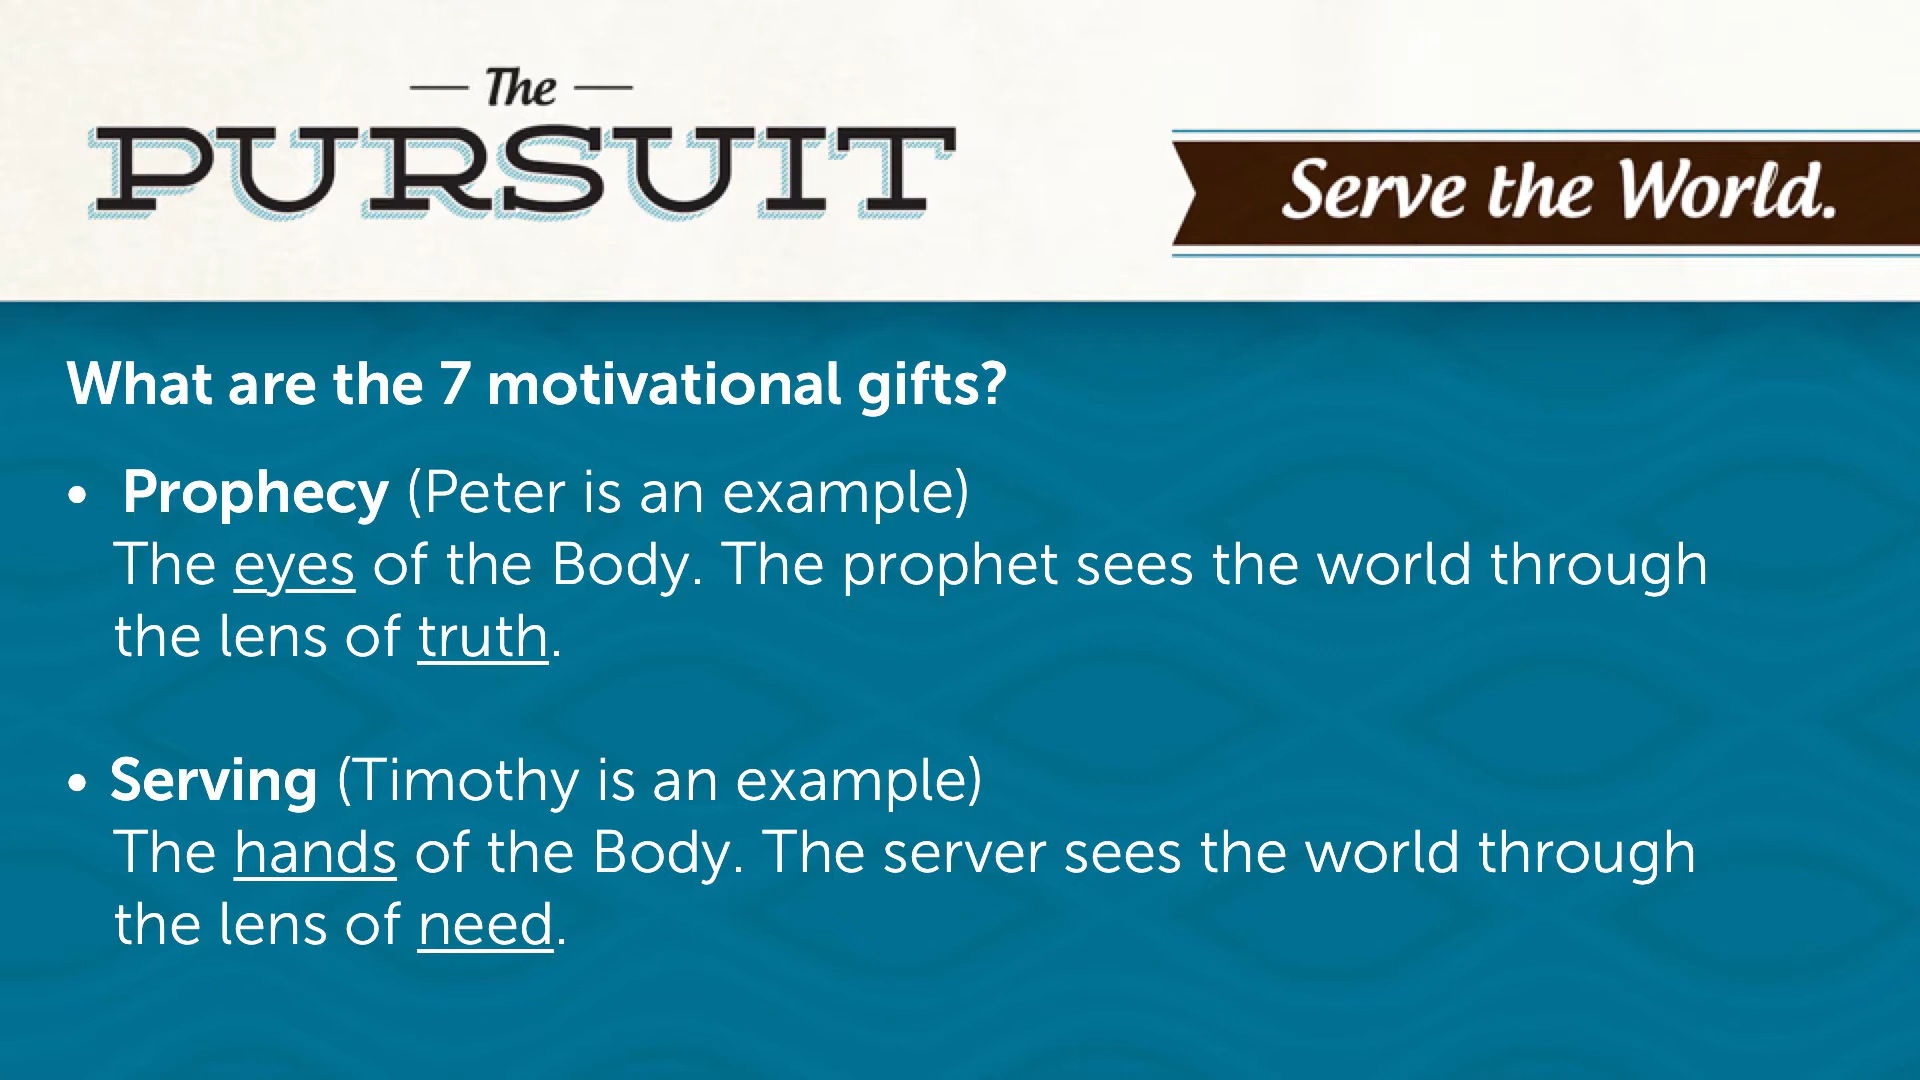 The
PURSUIT
Serve the World.
What are the 7 motivational gifts?
• Prophecy (Peter is an example)
The eyes of the Body. The prophet sees the world through
the lens of truth.
• Serving (Timothy is an example)
The hands of the Body. The server sees the world through
the lens of need.